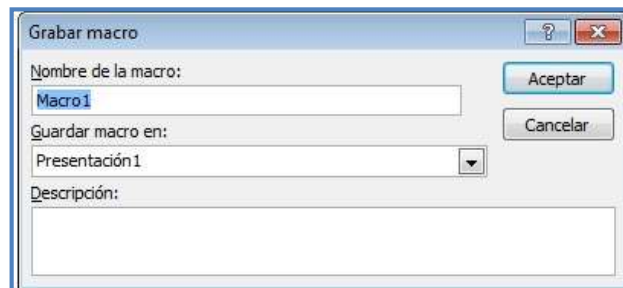 Grabar macro
Nombre de la macro:
Macro1
Aceptar
Cancelar
Guardar macro en:
Presentación1
Descripción: